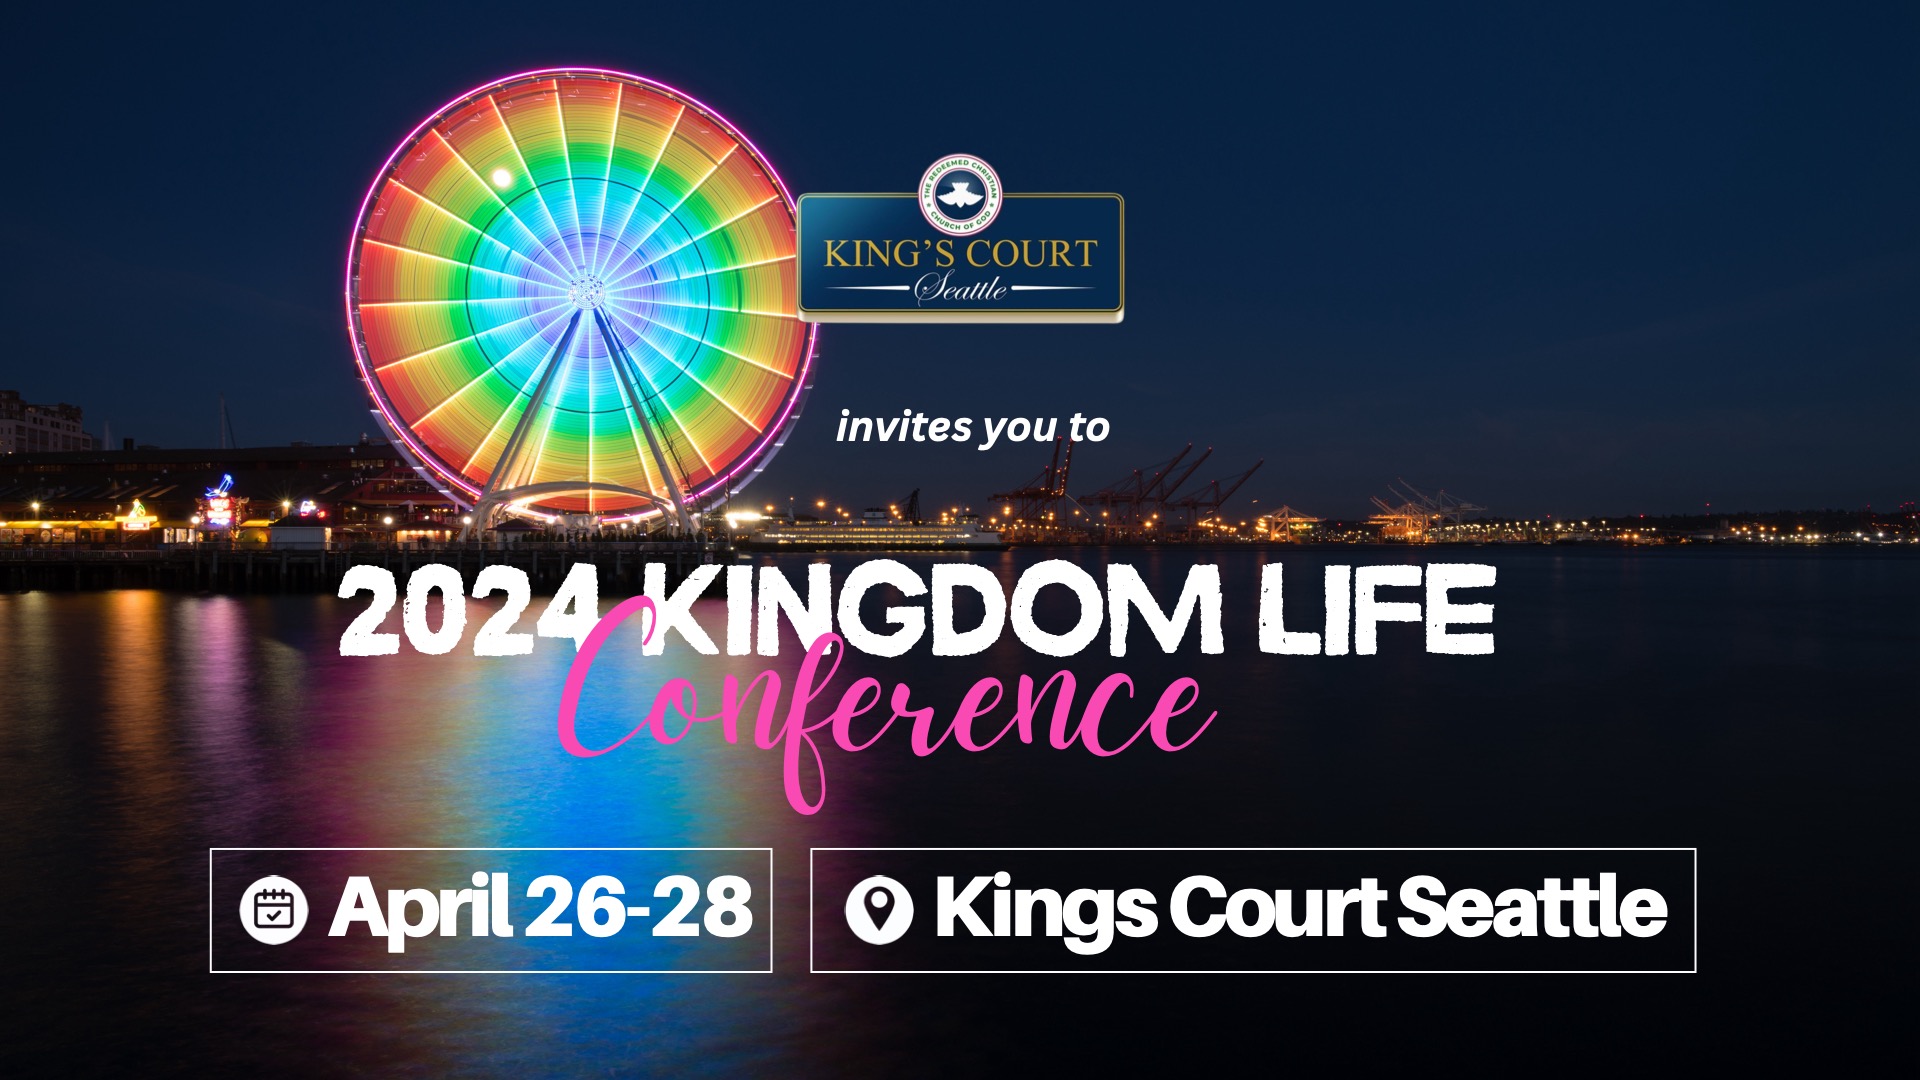 THE REDEEMED CHRISTIAN
CHURCH OF GOD
KING'S COURT
Seattle
invites you to
2024 KINGDOM LIFE
Conference
April 26-28
Kings Court Seattle